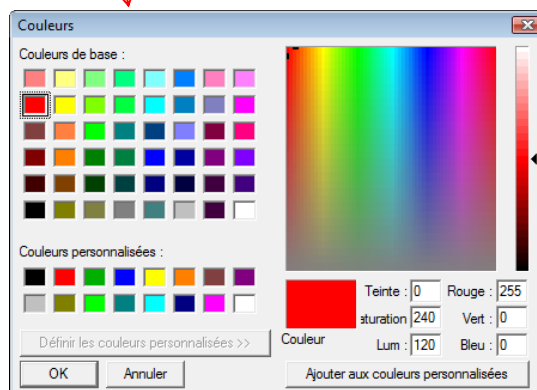 Couleurs
Couleurs de base :
Couleurs personnalisées :
Définir les couleurs personnalisées >>
OK
Annuler
Couleur
Teinte : 0
Rouge : 255
turation 240
Vert : 0
Lum : 120
Bleu : 0
Ajouter aux couleurs personnalisées